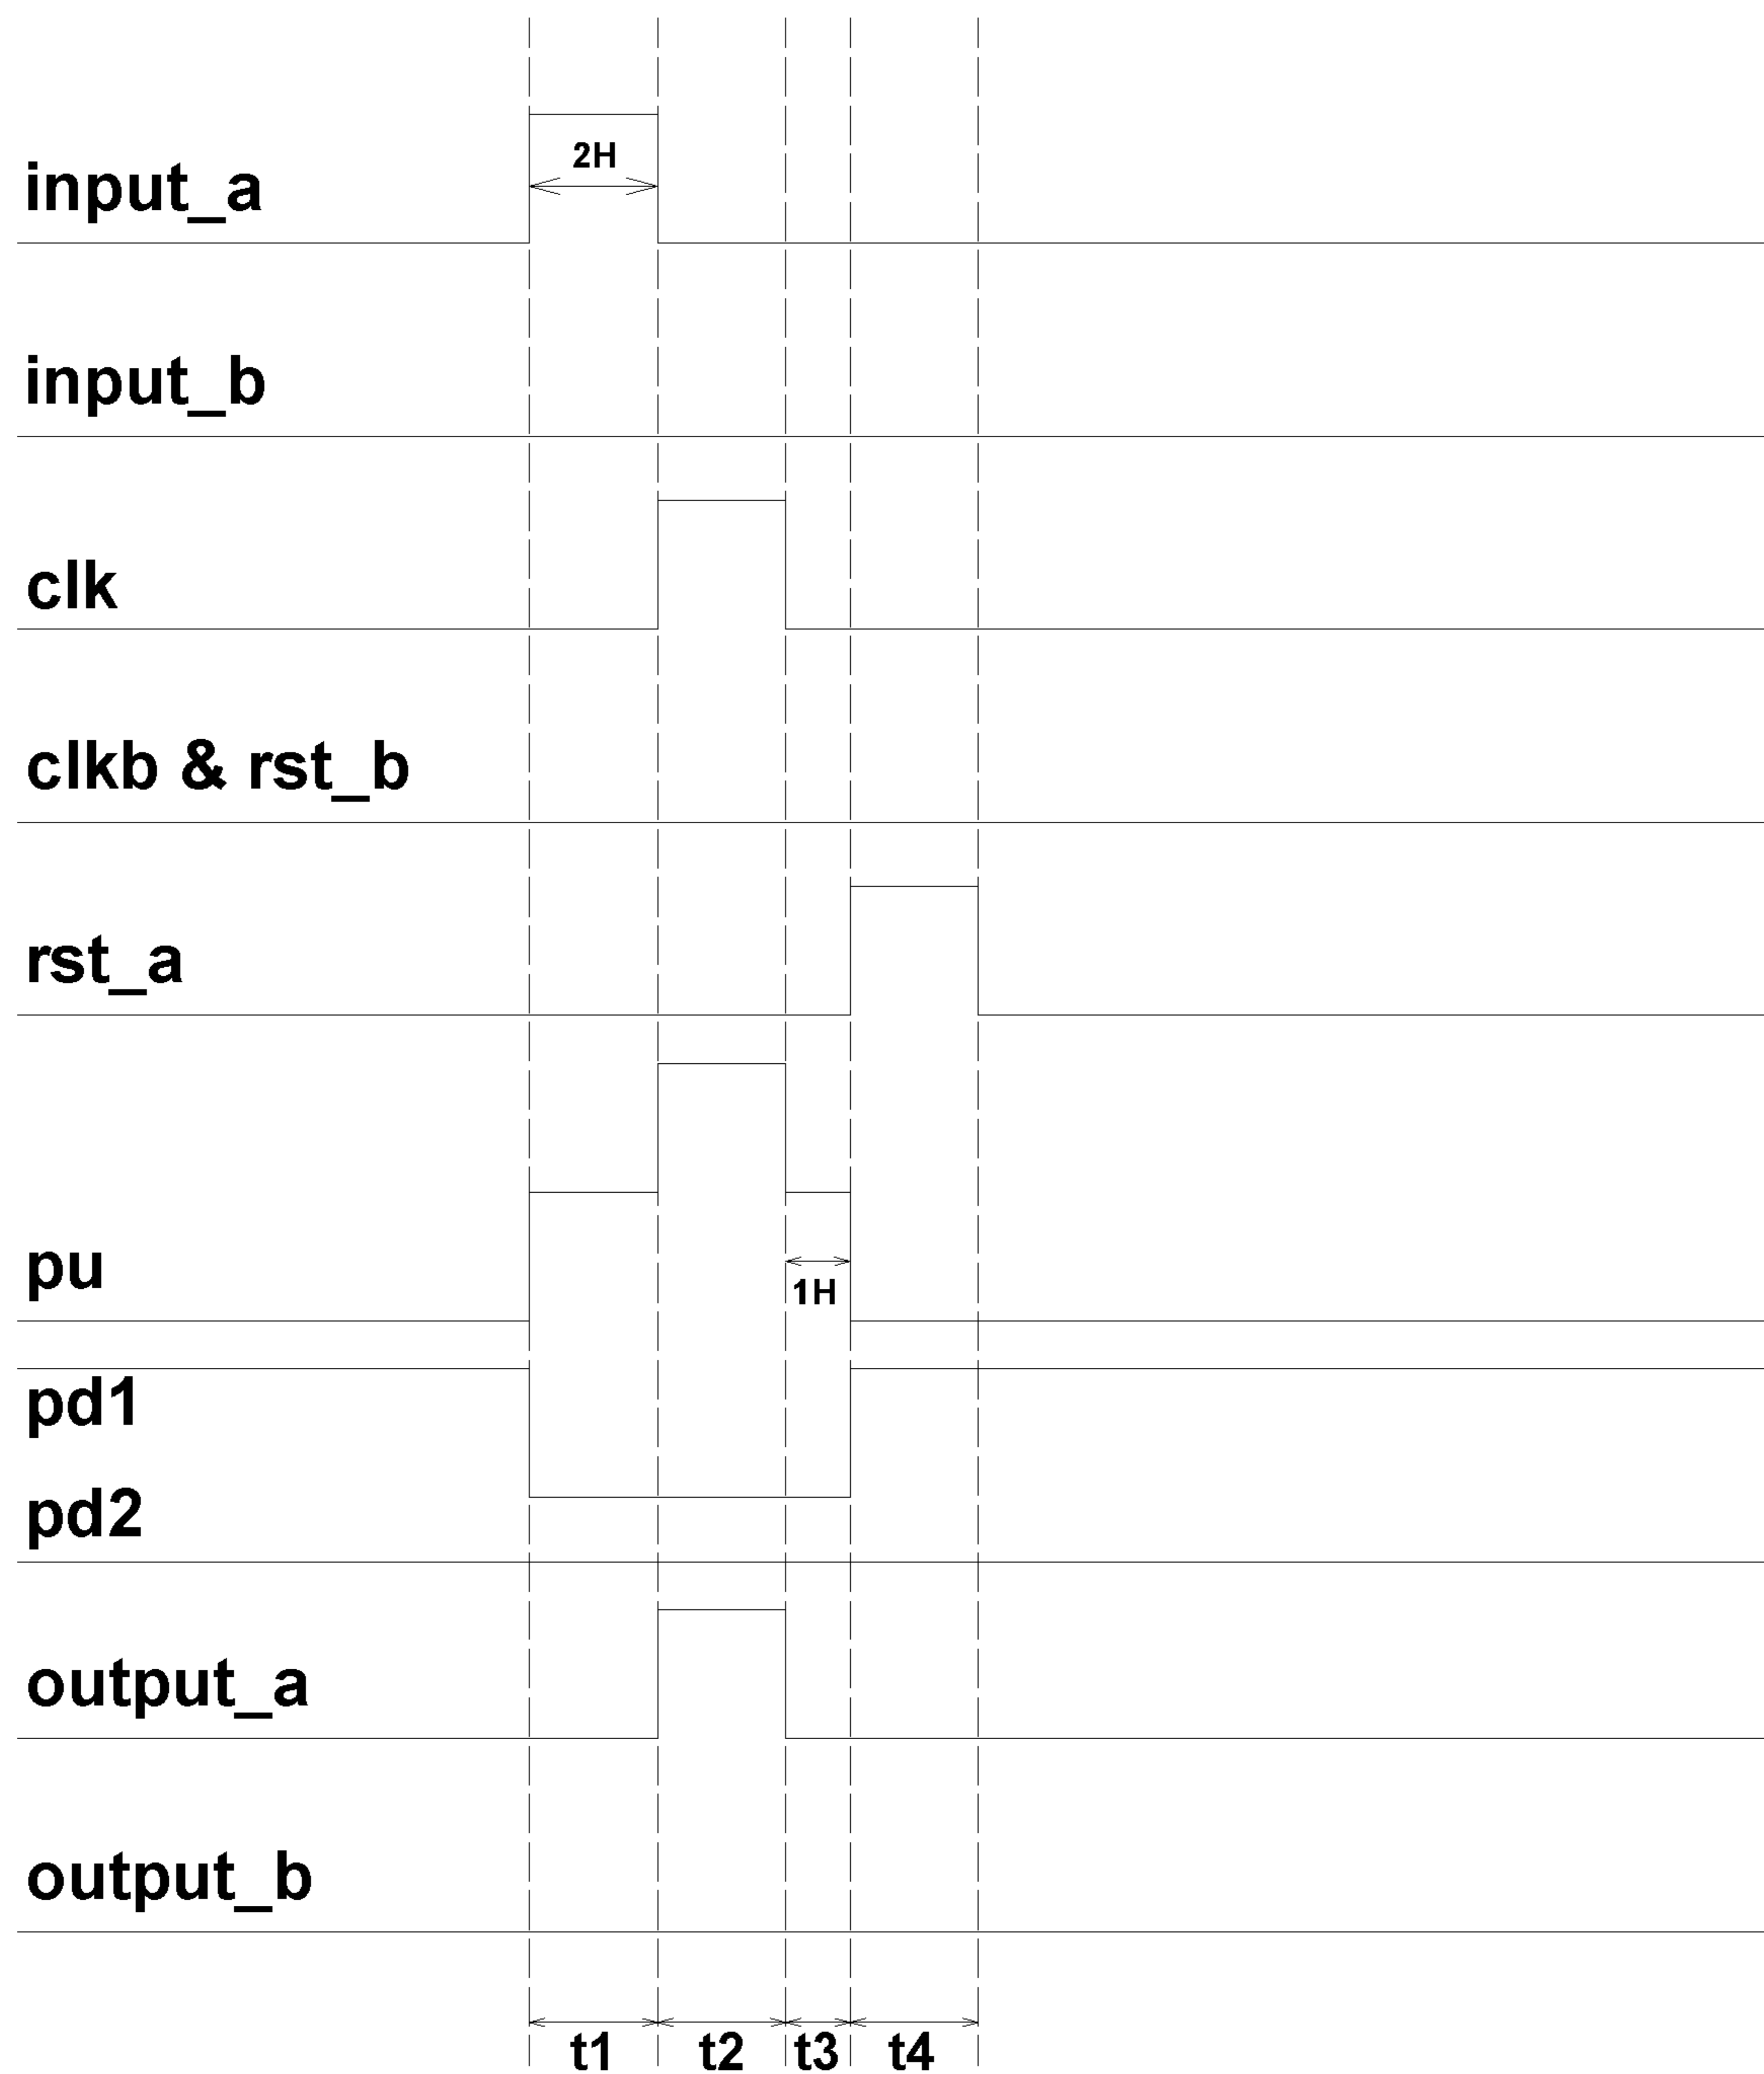 2H
input_a
input_b
clk
clkb & rst_b
rst_a
pu
1H
pd1
pd2
output_a
output_b
t1 t2 t3 t4